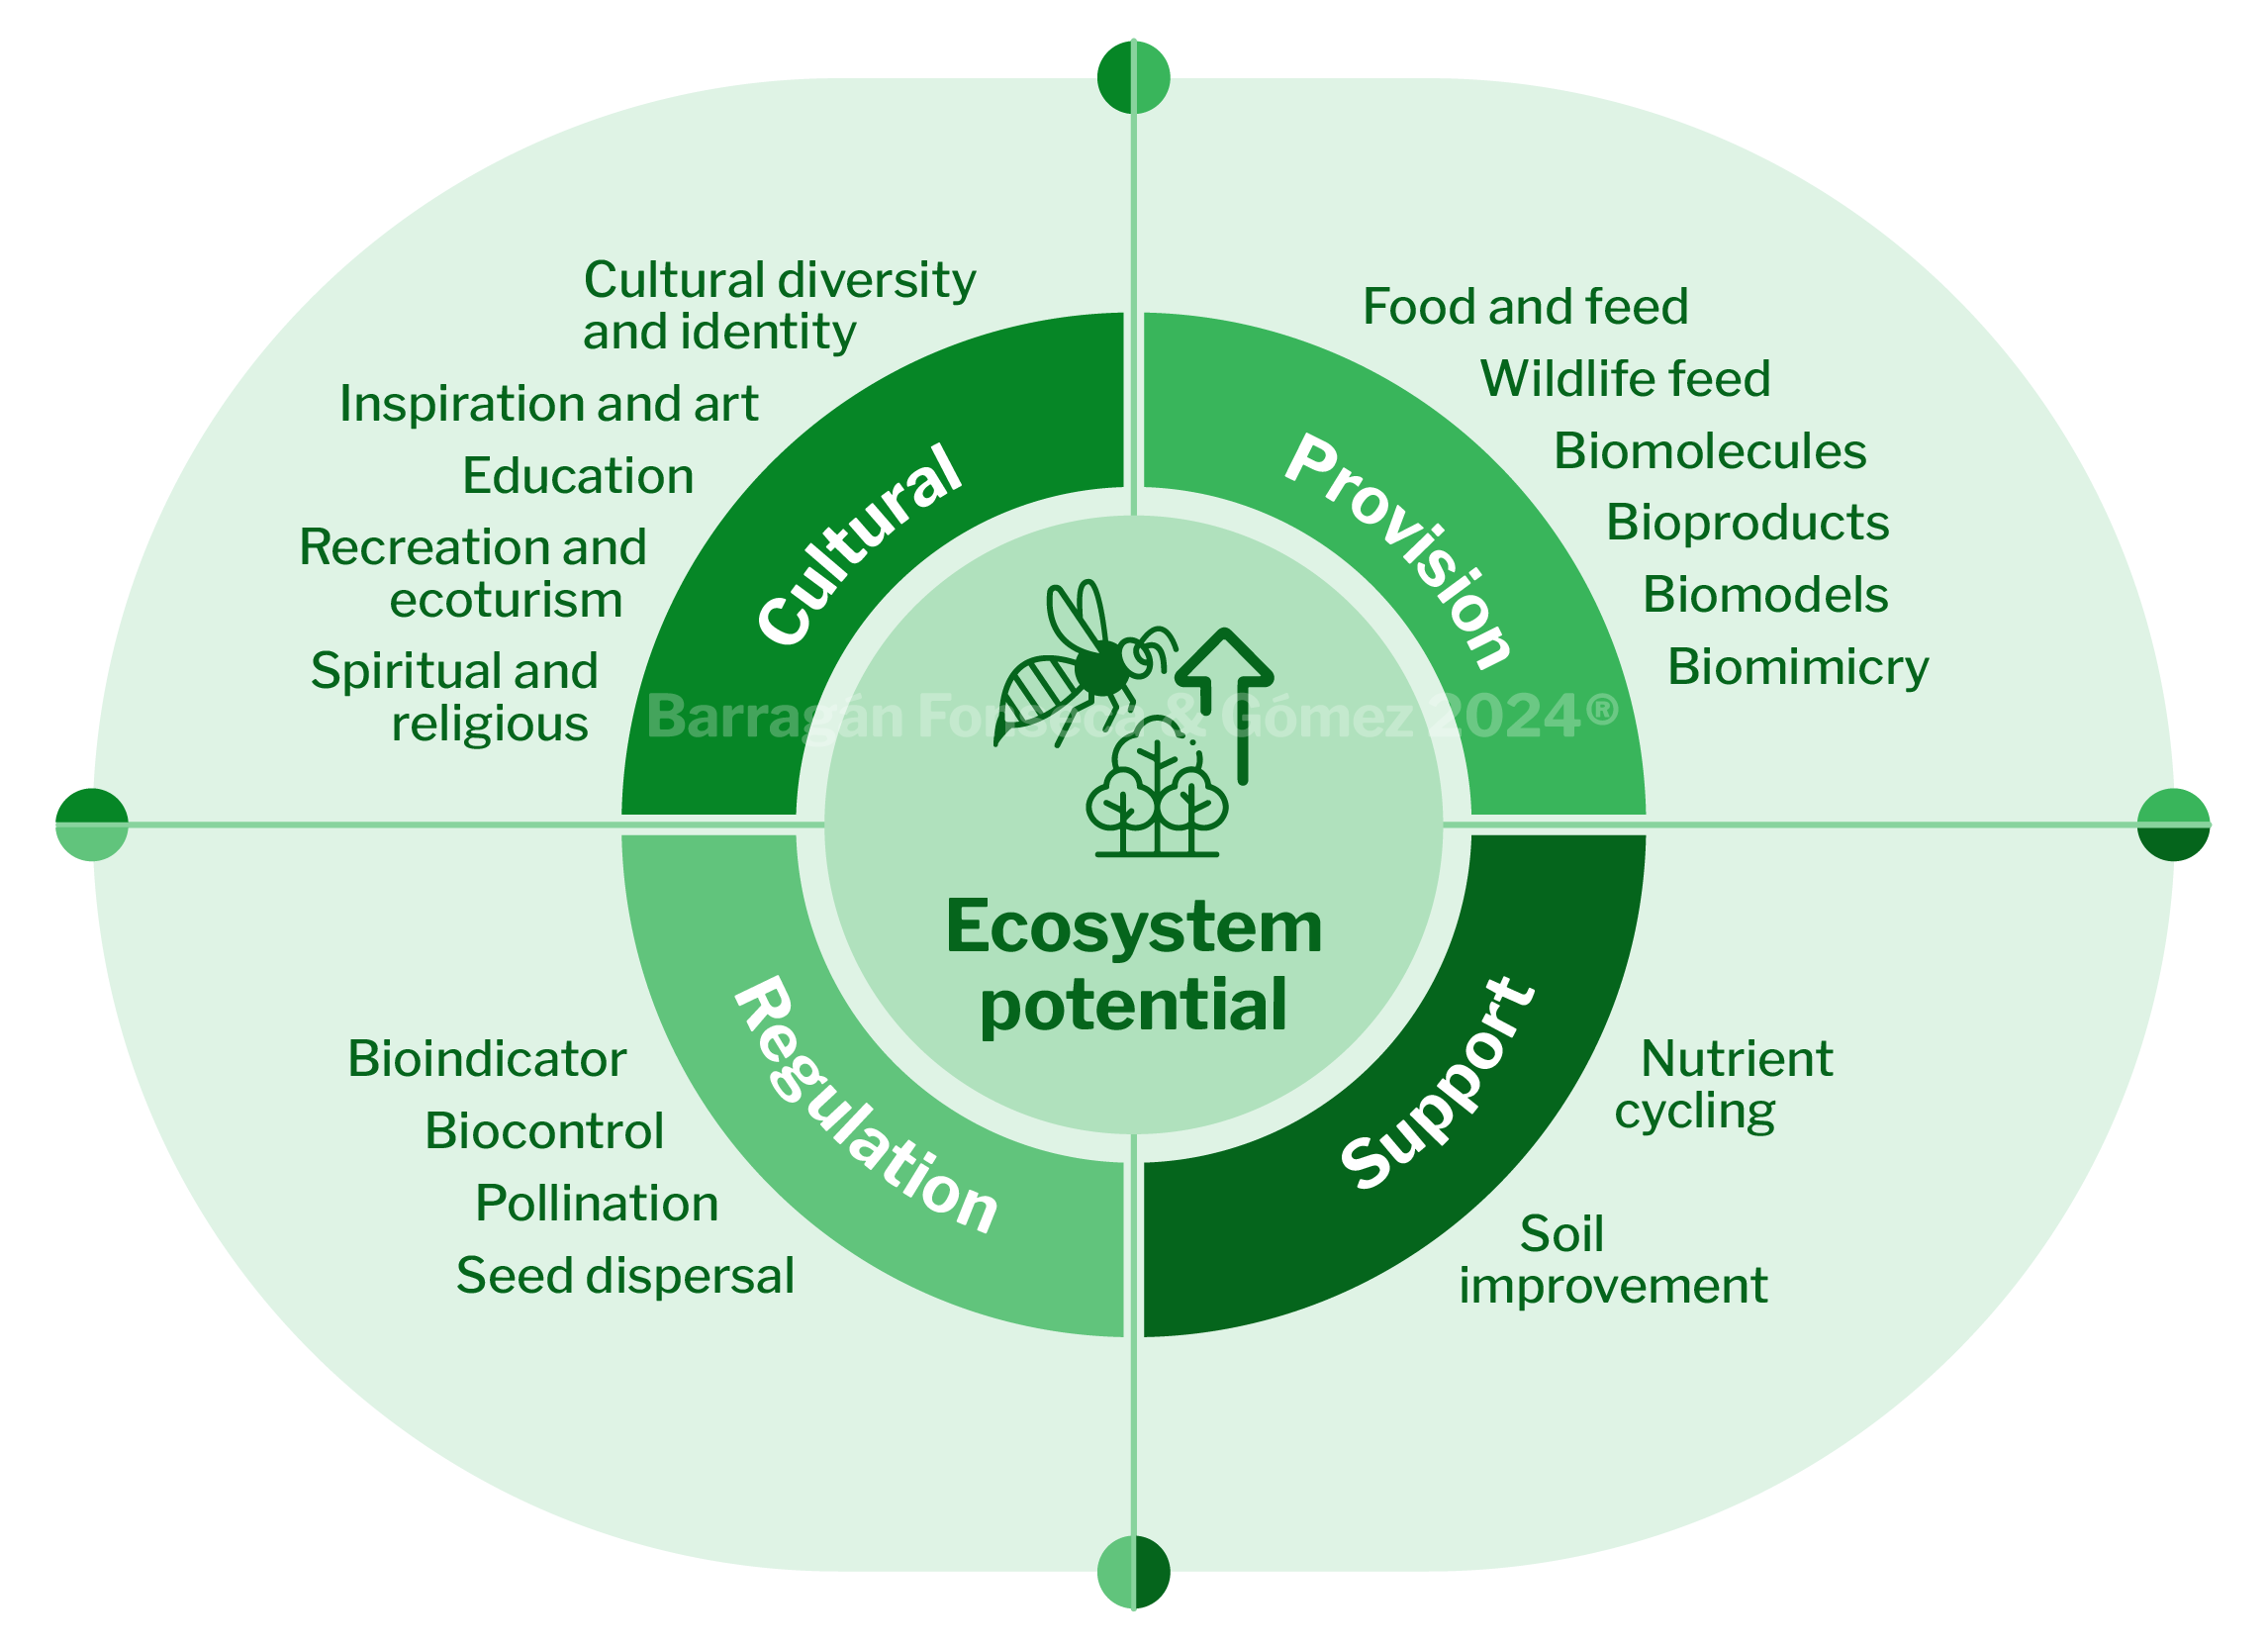 Cultural diversity
and identity
Inspiration and art
Education
Recreation and
ecoturism
Spiritual and
religious
Cultural
Provision
Food and feed
Wildlife feed
Biomolecules
Bioproducts
Biomodels
Biomimicry
Barragán Fonseca & Gómez 2024®
Ecosystem
potential
Regulation
Bioindicator
Biocontrol
Pollination
Seed dispersal
Support
Nutrient
cycling
Soil
improvement